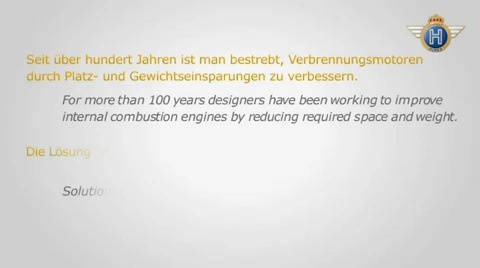 Seit über hundert Jahren ist man bestrebt, Verbrennungsmotoren
durch Platz- und Gewichtseinsparungen zu verbessern.
For more than 100 years designers have been working to improve
internal combustion engines by reducing required space and weight.
Die Lösung
Solution
H